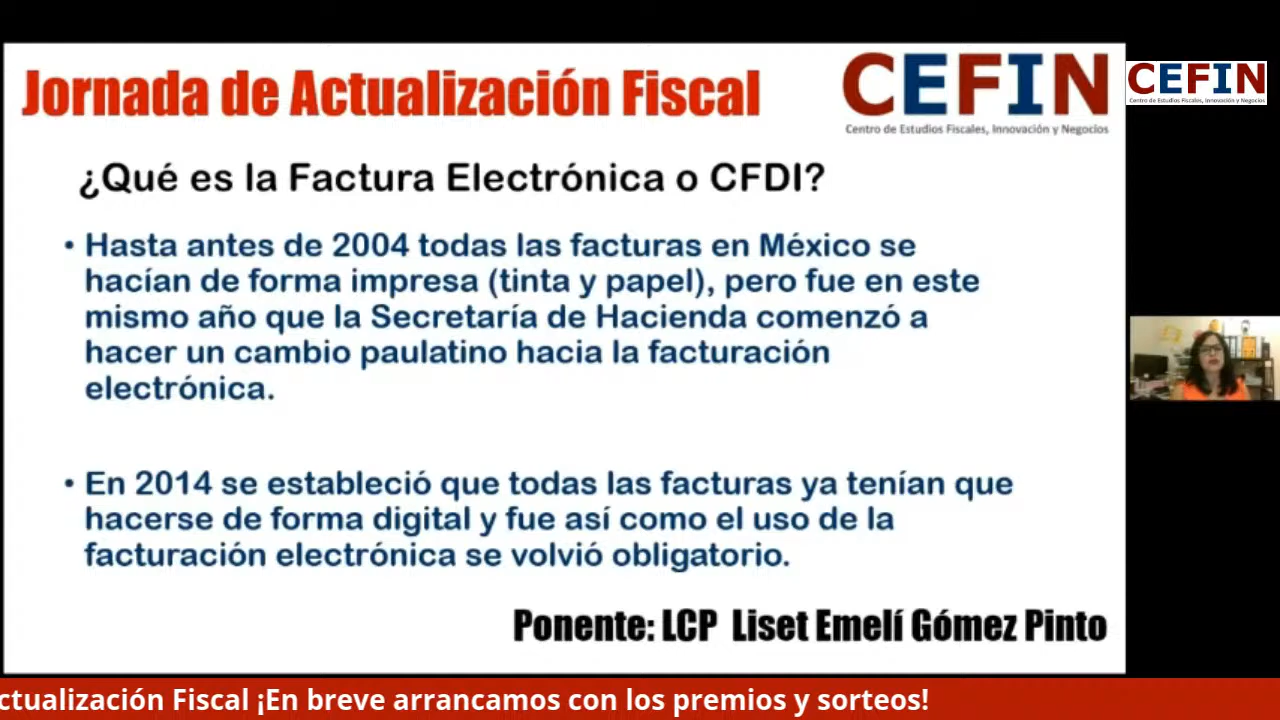 Jornada de Actualización Fiscal
CEFIN
Centro de Estudios Fiscales, Innovación y Negocios
CEFIN
Centro de Estudios Fiscales, Innovación y Negocios
¿Qué es la Factura Electrónica o CFDI?
• Hasta antes de 2004 todas las facturas en México se
hacían de forma impresa (tinta y papel), pero fue en este
mismo año que la Secretaría de Hacienda comenzó a
hacer un cambio paulatino hacia la facturación
electrónica.
• En 2014 se estableció que todas las facturas ya tenían que
hacerse de forma digital y fue así como el uso de la
facturación electrónica se volvió obligatorio.
Ponente: LCP Liset Emelí Gómez Pinto
ctualización Fiscal ¡En breve arrancamos con los premios y sorteos!